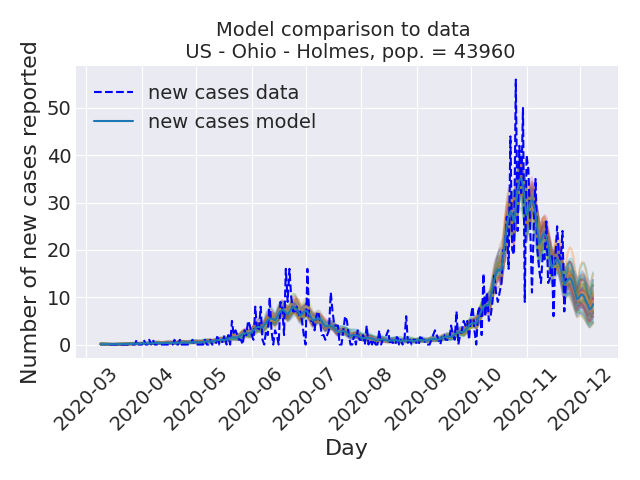 Model comparison to data
US - Ohio - Holmes, pop. = 43960
Number of new cases reported
new cases data
new cases model
50
40
30
20
10
0
2020-03
2020-04
2020-05
2020-06
2020-07
2020-08
2020-09
2020-10
2020-11
2020-12
Day